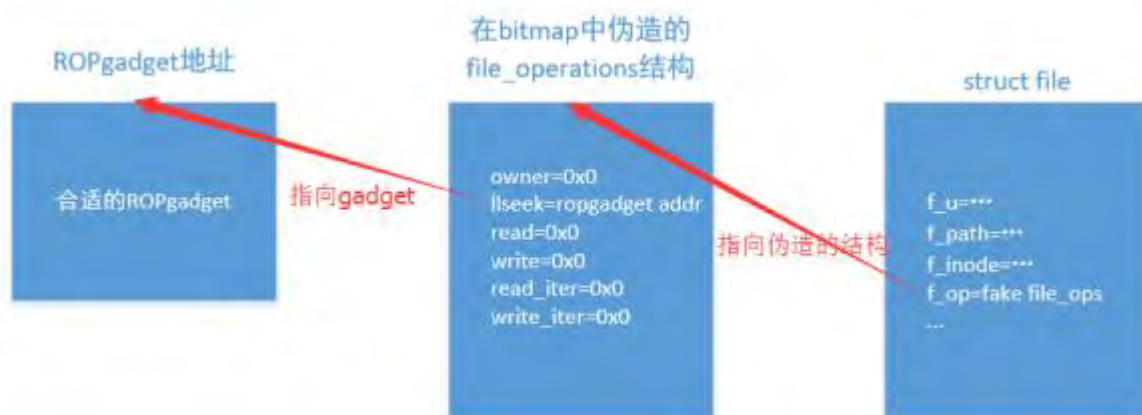 ROPgadget地址
合适的ROPgadget
指向gadget
在bitmap中伪造的
file_operations结构
owner=0x0
llseek=ropgadget addr
read=0x0
write=0x0
read_iter=0x0
write_iter=0x0
指向伪造的结构
struct file
f_u=⋯
f_path=⋯
f_inode=⋯
f_op=fake file_ops
...